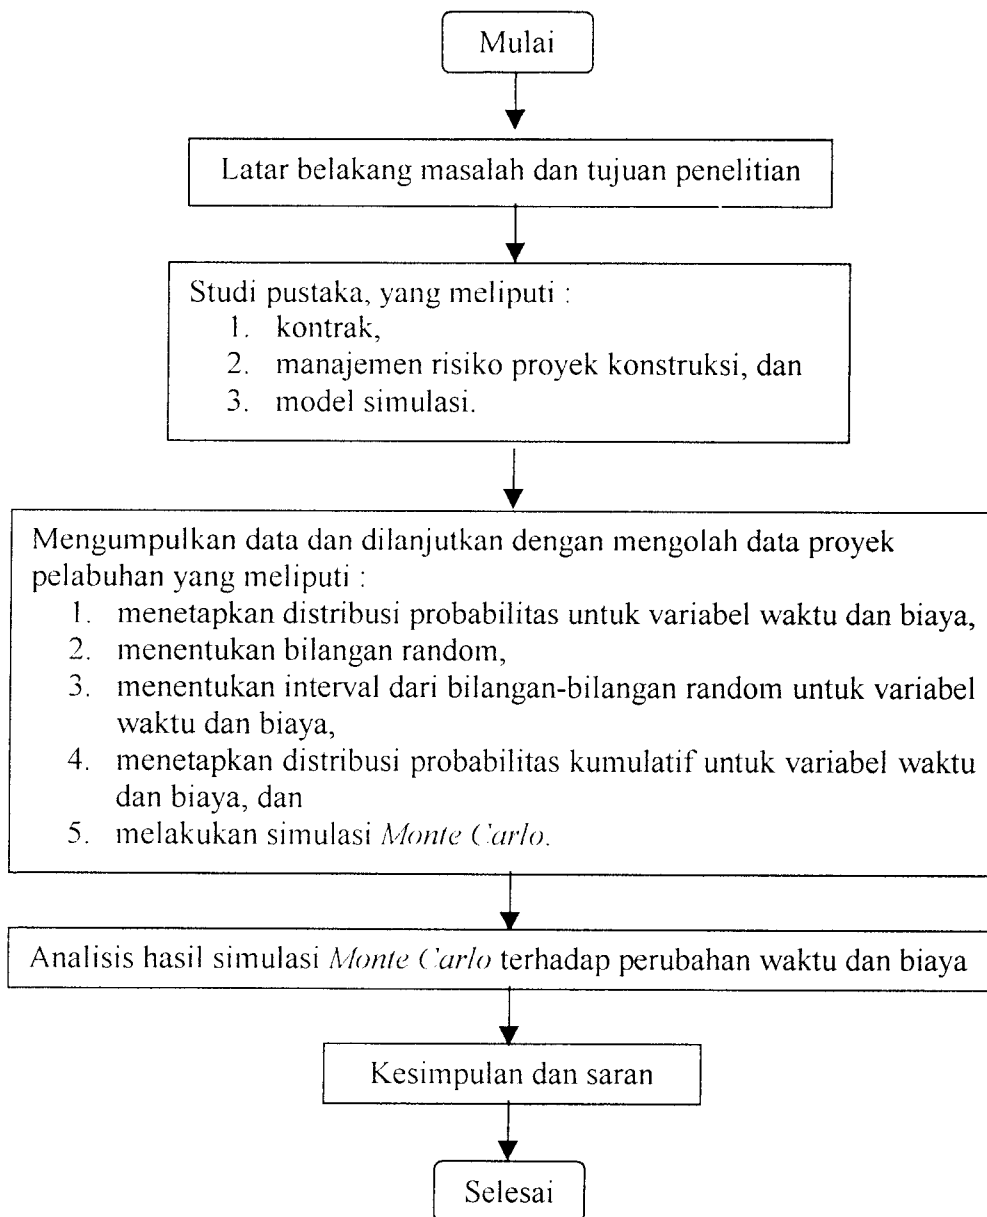 Mulai
Latar belakang masalah dan tujuan penelitian
Studi pustaka, yang meliputi :
1. kontrak,
2. manajemen risiko proyek konstruksi, dan
3. model simulasi.
Mengumpulkan data dan dilanjutkan dengan mengolah data proyek
pelabuhan yang meliputi :
1. menetapkan distribusi probabilitas untuk variabel waktu dan biaya,
2. menentukan bilangan random,
3. menentukan interval dari bilangan-bilangan random untuk variabel
waktu dan biaya,
4. menetapkan distribusi probabilitas kumulatif untuk variabel waktu
dan biaya, dan
5. melakukan simulasi Monte Carlo.
Analisis hasil simulasi Monte Carlo terhadap perubahan waktu dan biaya
Kesimpulan dan saran
Selesai